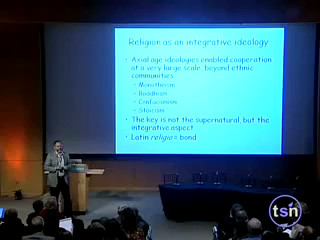 Religion as an integrative ideology
• Axial age ideologies enabled cooperation
at a very large scale, beyond ethnic
communities
- Monotheism
- Buddhism
- Confucianism
- Stoicism
• The key is not the supernatural, but the
integrative aspect
• Latin religio = bond
tsn